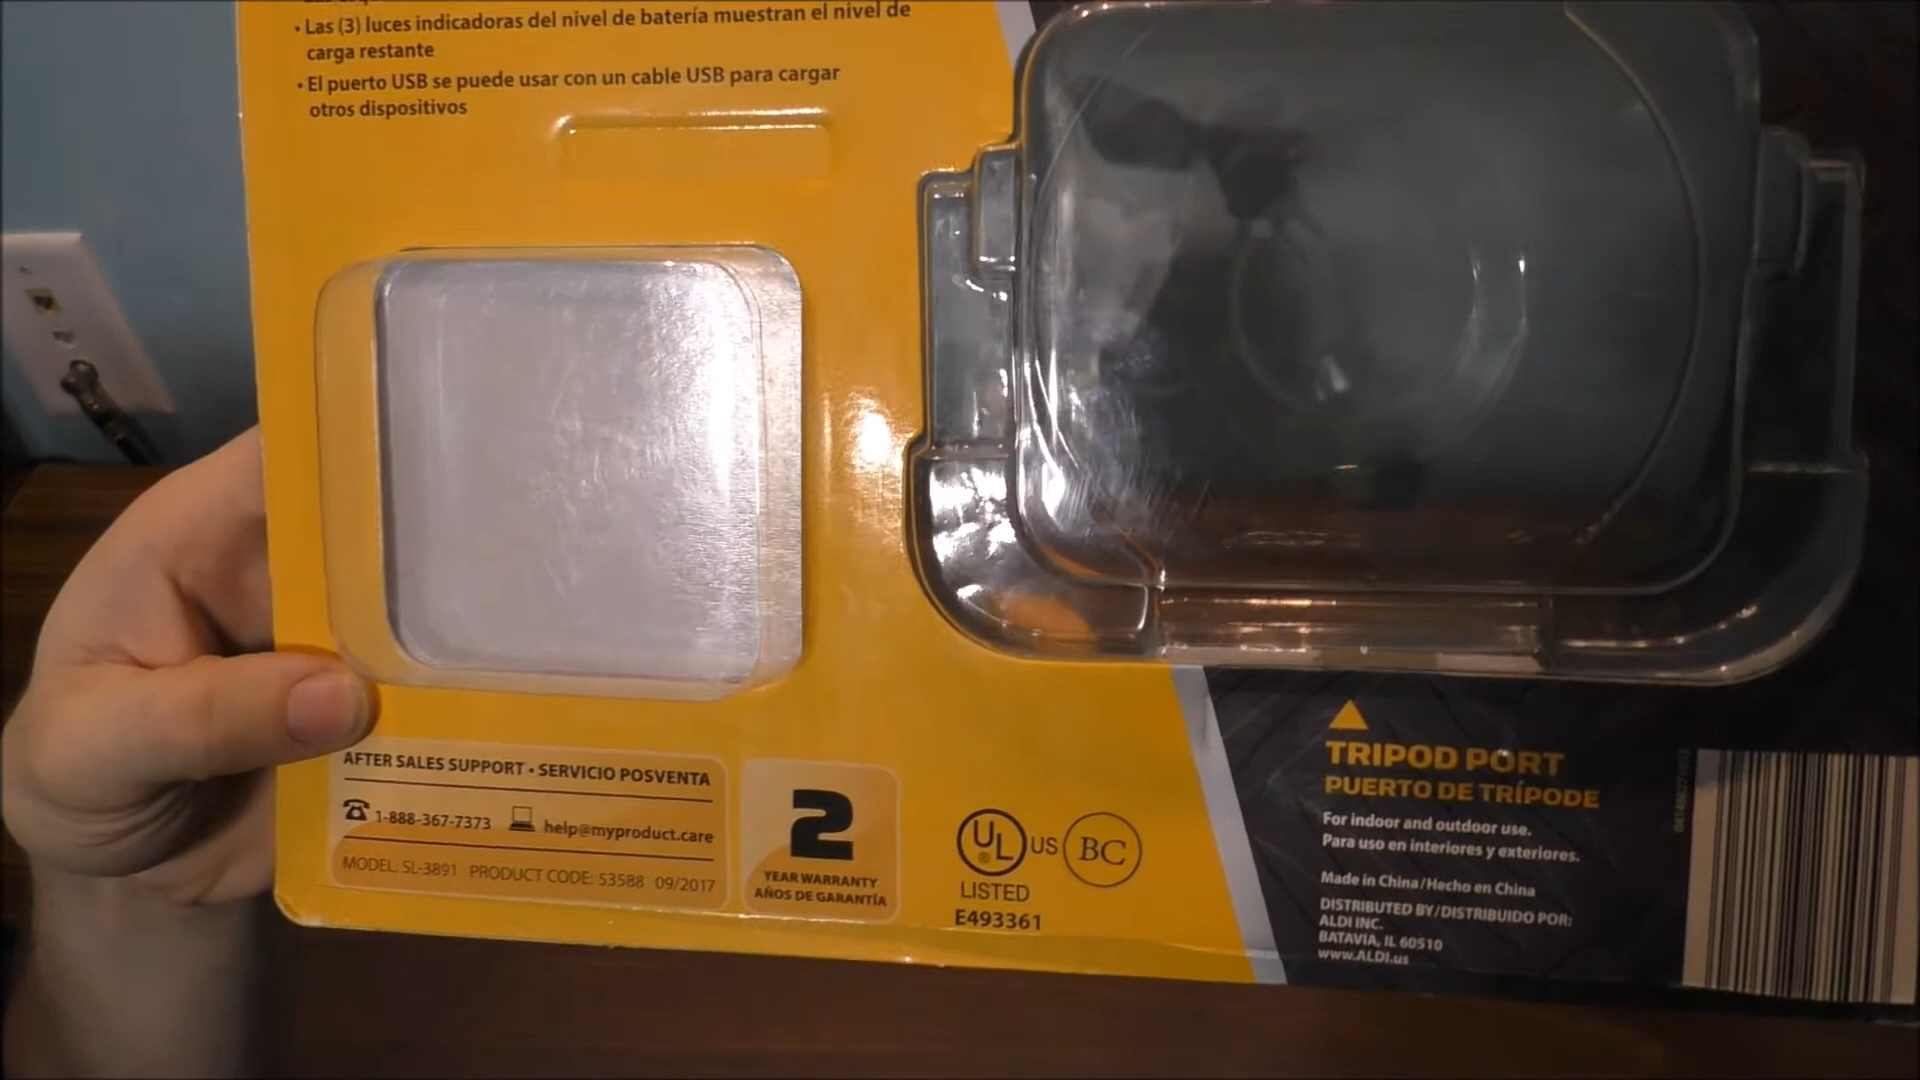 • Las (3) luces indicadoras del nivel de batería muestran el nivel de
carga restante
• El puerto USB se puede usar con un cable USB para cargar
otros dispositivos
AFTER SALES SUPPORT • SERVICIO POSVENTA
1-888-367-7373 help@myproduct.care
MODEL: SL-3891 PRODUCT CODE: 53588 09/2017
2
YEAR WARRANTY
AÑOS DE GARANTÍA
UL US BC
LISTED
E493361
TRIPOD PORT
PUERTO DE TRÍPODE
For indoor and outdoor use.
Para uso en interiores y exteriores.
Made in China/Hecho en China
DISTRIBUTED BY/DISTRIBUIDO POR:
ALDI INC.
BATAVIA, IL 60510
www.ALDI.us